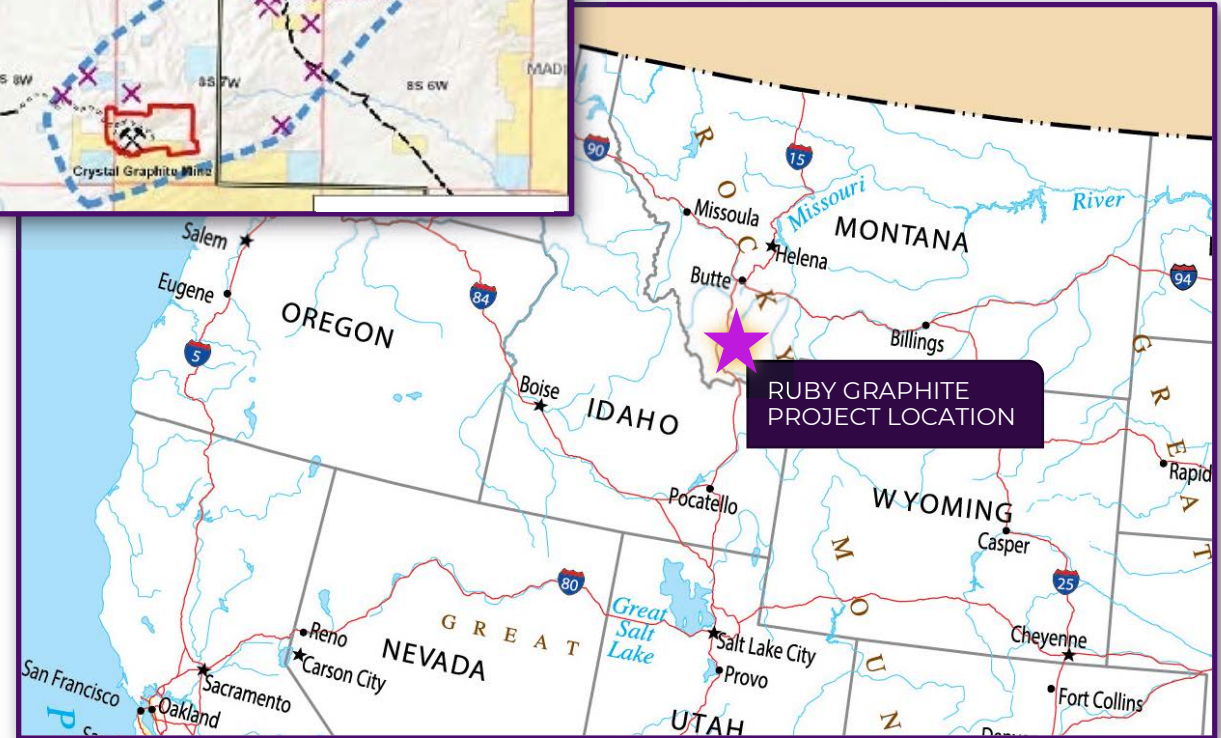 8W
8S 7W
8S 6W
Crystal Graphite Mine
90
15
R
O
C
K
Y
Missouri
River
Missoula
MONTANA
Helena
Butte
94
Salem
Eugene
84
OREGON
5
Billings
Boise
IDAHO
RUBY GRAPHITE
PROJECT LOCATION
G
R
E
A
T
Rapid
Pocatello
WYOMING
Casper
M
O
U
N
80
25
Great
Salt
Lake
GREAT
Reno
NEVADA
Carson City
Salt Lake City
Cheyenne
Provo
San Francisco
Sacramento
Oakland
Fort Collins
P
UTAH